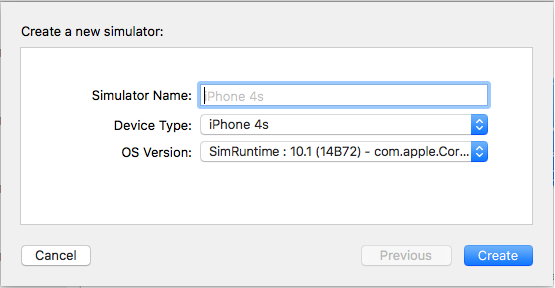 Create a new simulator:
Simulator Name: iPhone 4s
Device Type: iPhone 4s
OS Version: SimRuntime : 10.1 (14B72) - com.apple.Cor...
Cancel Previous Create